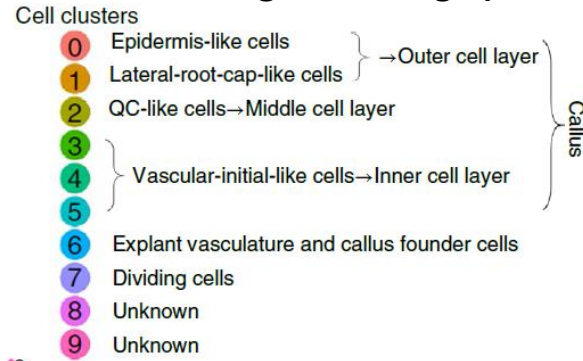 Cell clusters
0 Epidermis-like cells
1 Lateral-root-cap-like cells
→Outer cell layer
2 QC-like cells→Middle cell layer
3
4 Vascular-initial-like cells→Inner cell layer
5
Callus
6 Explant vasculature and callus founder cells
7 Dividing cells
8 Unknown
9 Unknown